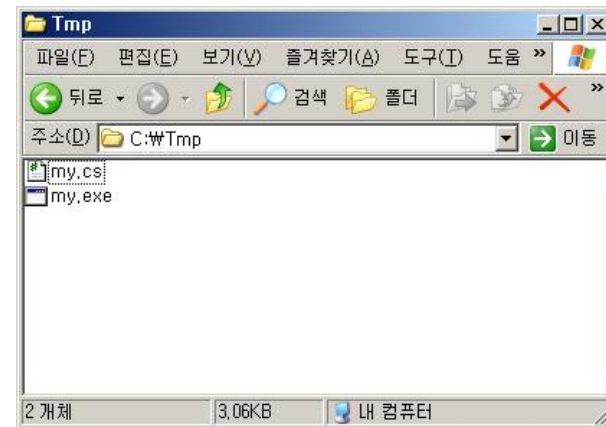 Tmp
파일(F) 편집(E) 보기(V) 즐겨찾기(A) 도구(T) 도움 »
뒤로 검색 폴더 »
주소(D) C:₩Tmp 이동
my.cs
my.exe
2 개체 3,06KB 내 컴퓨터